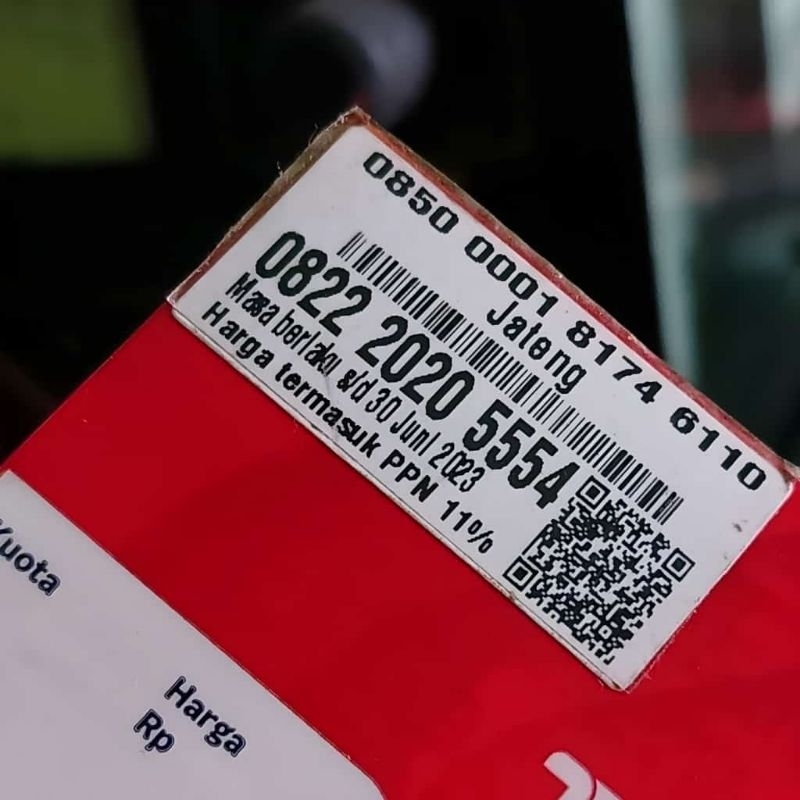 0850 0001 8174 6110
Jateng
0822 2020 5554
Masa berlaku s/d 30 Juni 2023
Harga termasuk PPN 11%
Kuota
Harga
Rp